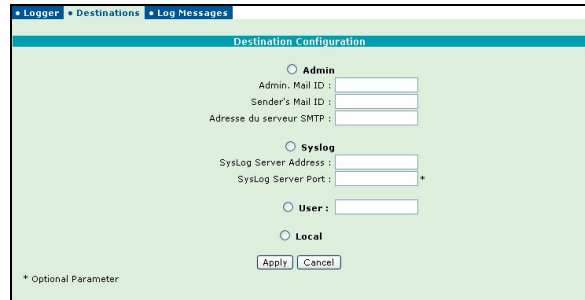 • Logger • Destinations • Log Messages
Destination Configuration
Admin
Admin. Mail ID :
Sender's Mail ID :
Adresse du serveur SMTP :
Syslog
SysLog Server Address :
SysLog Server Port : *
User :
Local
Apply Cancel
* Optional Parameter